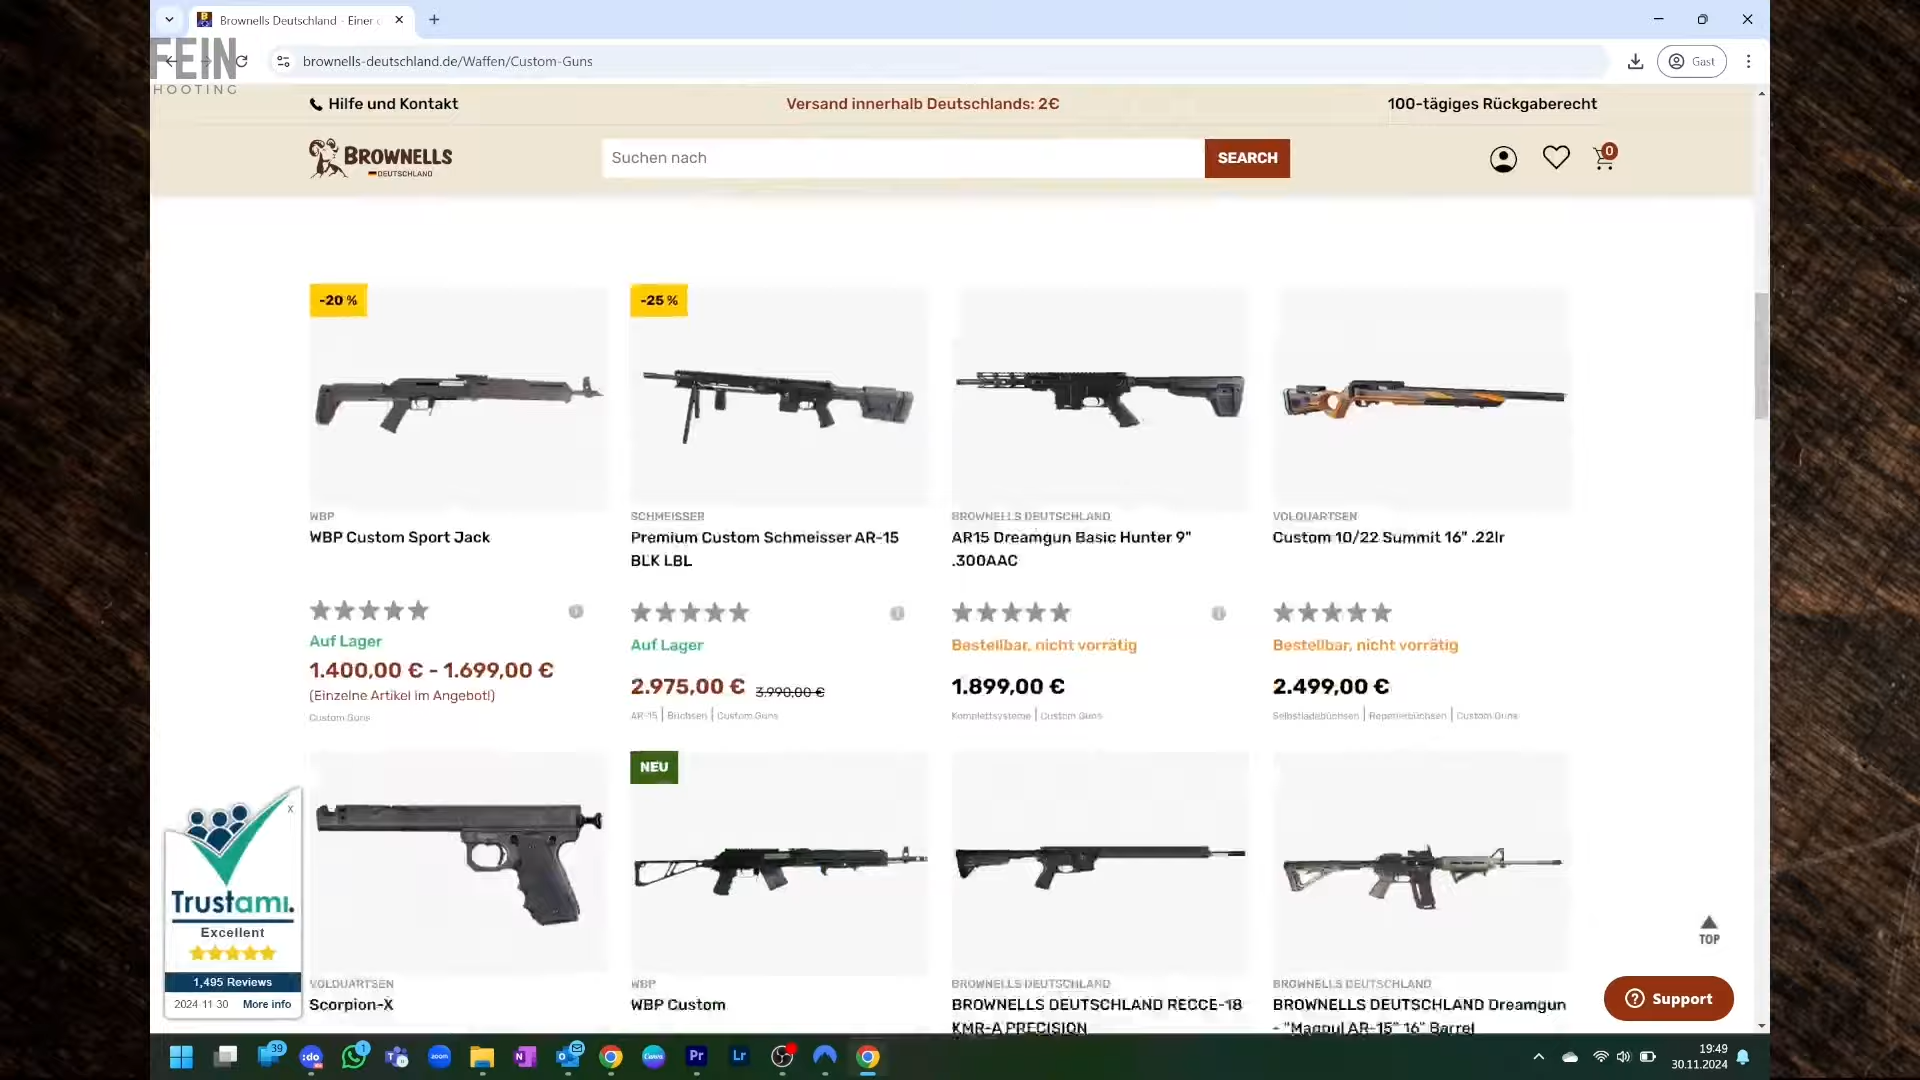 Brownells Deutschland - Einer d
FEIN
HOOTING
brownells-deutschland.de/Waffen/Custom-Guns
Gast
Hilfe und Kontakt
Versand innerhalb Deutschlands: 2€
100-tägiges Rückgaberecht
BROWNELLS
DEUTSCHLAND
Suchen nach
SEARCH
0
-20 %
-25 %
WBP
WBP Custom Sport Jack
SCHMEISSER
Premium Custom Schmeisser AR-15
BLK LBL
BROWNELLS DEUTSCHLAND
AR15 Dreamgun Basic Hunter 9"
.300AAC
VOLQUARTSEN
Custom 10/22 Summit 16" .22lr
Auf Lager
1.400,00 € - 1.699,00 €
(Einzelne Artikel im Angebot!)
Custom Guns
Auf Lager
2.975,00 € 3.990,00 €
AR-15 | Büchsen | Custom Guns
Bestellbar, nicht vorrätig
1.899,00 €
Komplettsysteme | Custom Guns
Bestellbar, nicht vorrätig
2.499,00 €
Selbstladebüchsen | Repetierbüchsen | Custom Guns
NEU
VOLQUARTSEN
Scorpion-X
WBP
WBP Custom
BROWNELLS DEUTSCHLAND
BROWNELLS DEUTSCHLAND RECCE-18
KMR-A PRECISION
BROWNELLS DEUTSCHLAND
BROWNELLS DEUTSCHLAND Dreamgun
- "Magpul AR-15" 16" Barrel
x
Trustami.
Excellent
1,495 Reviews
2024-11-30 More info
TOP
Support
39
:do
1
zoom
N
Canva
Pr
Lr
19:49
30.11.2024